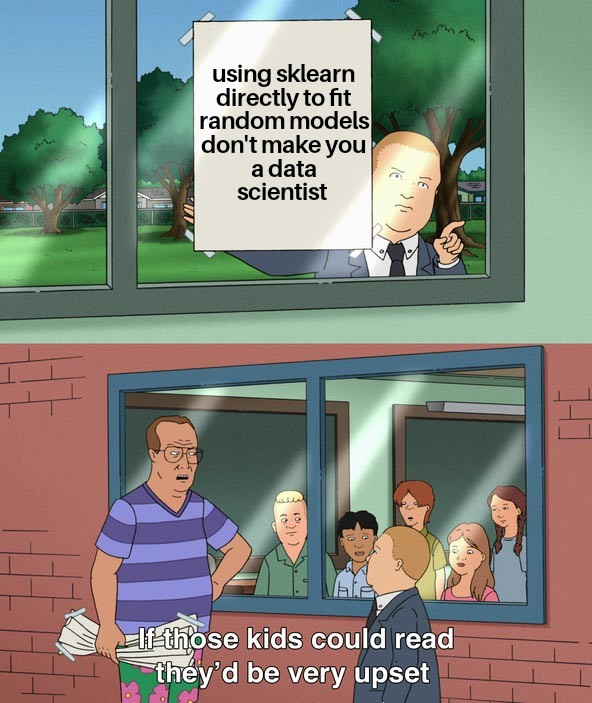 using sklearn
directly to fit
random models
don't make you
a data
scientist
If those kids could read
they'd be very upset